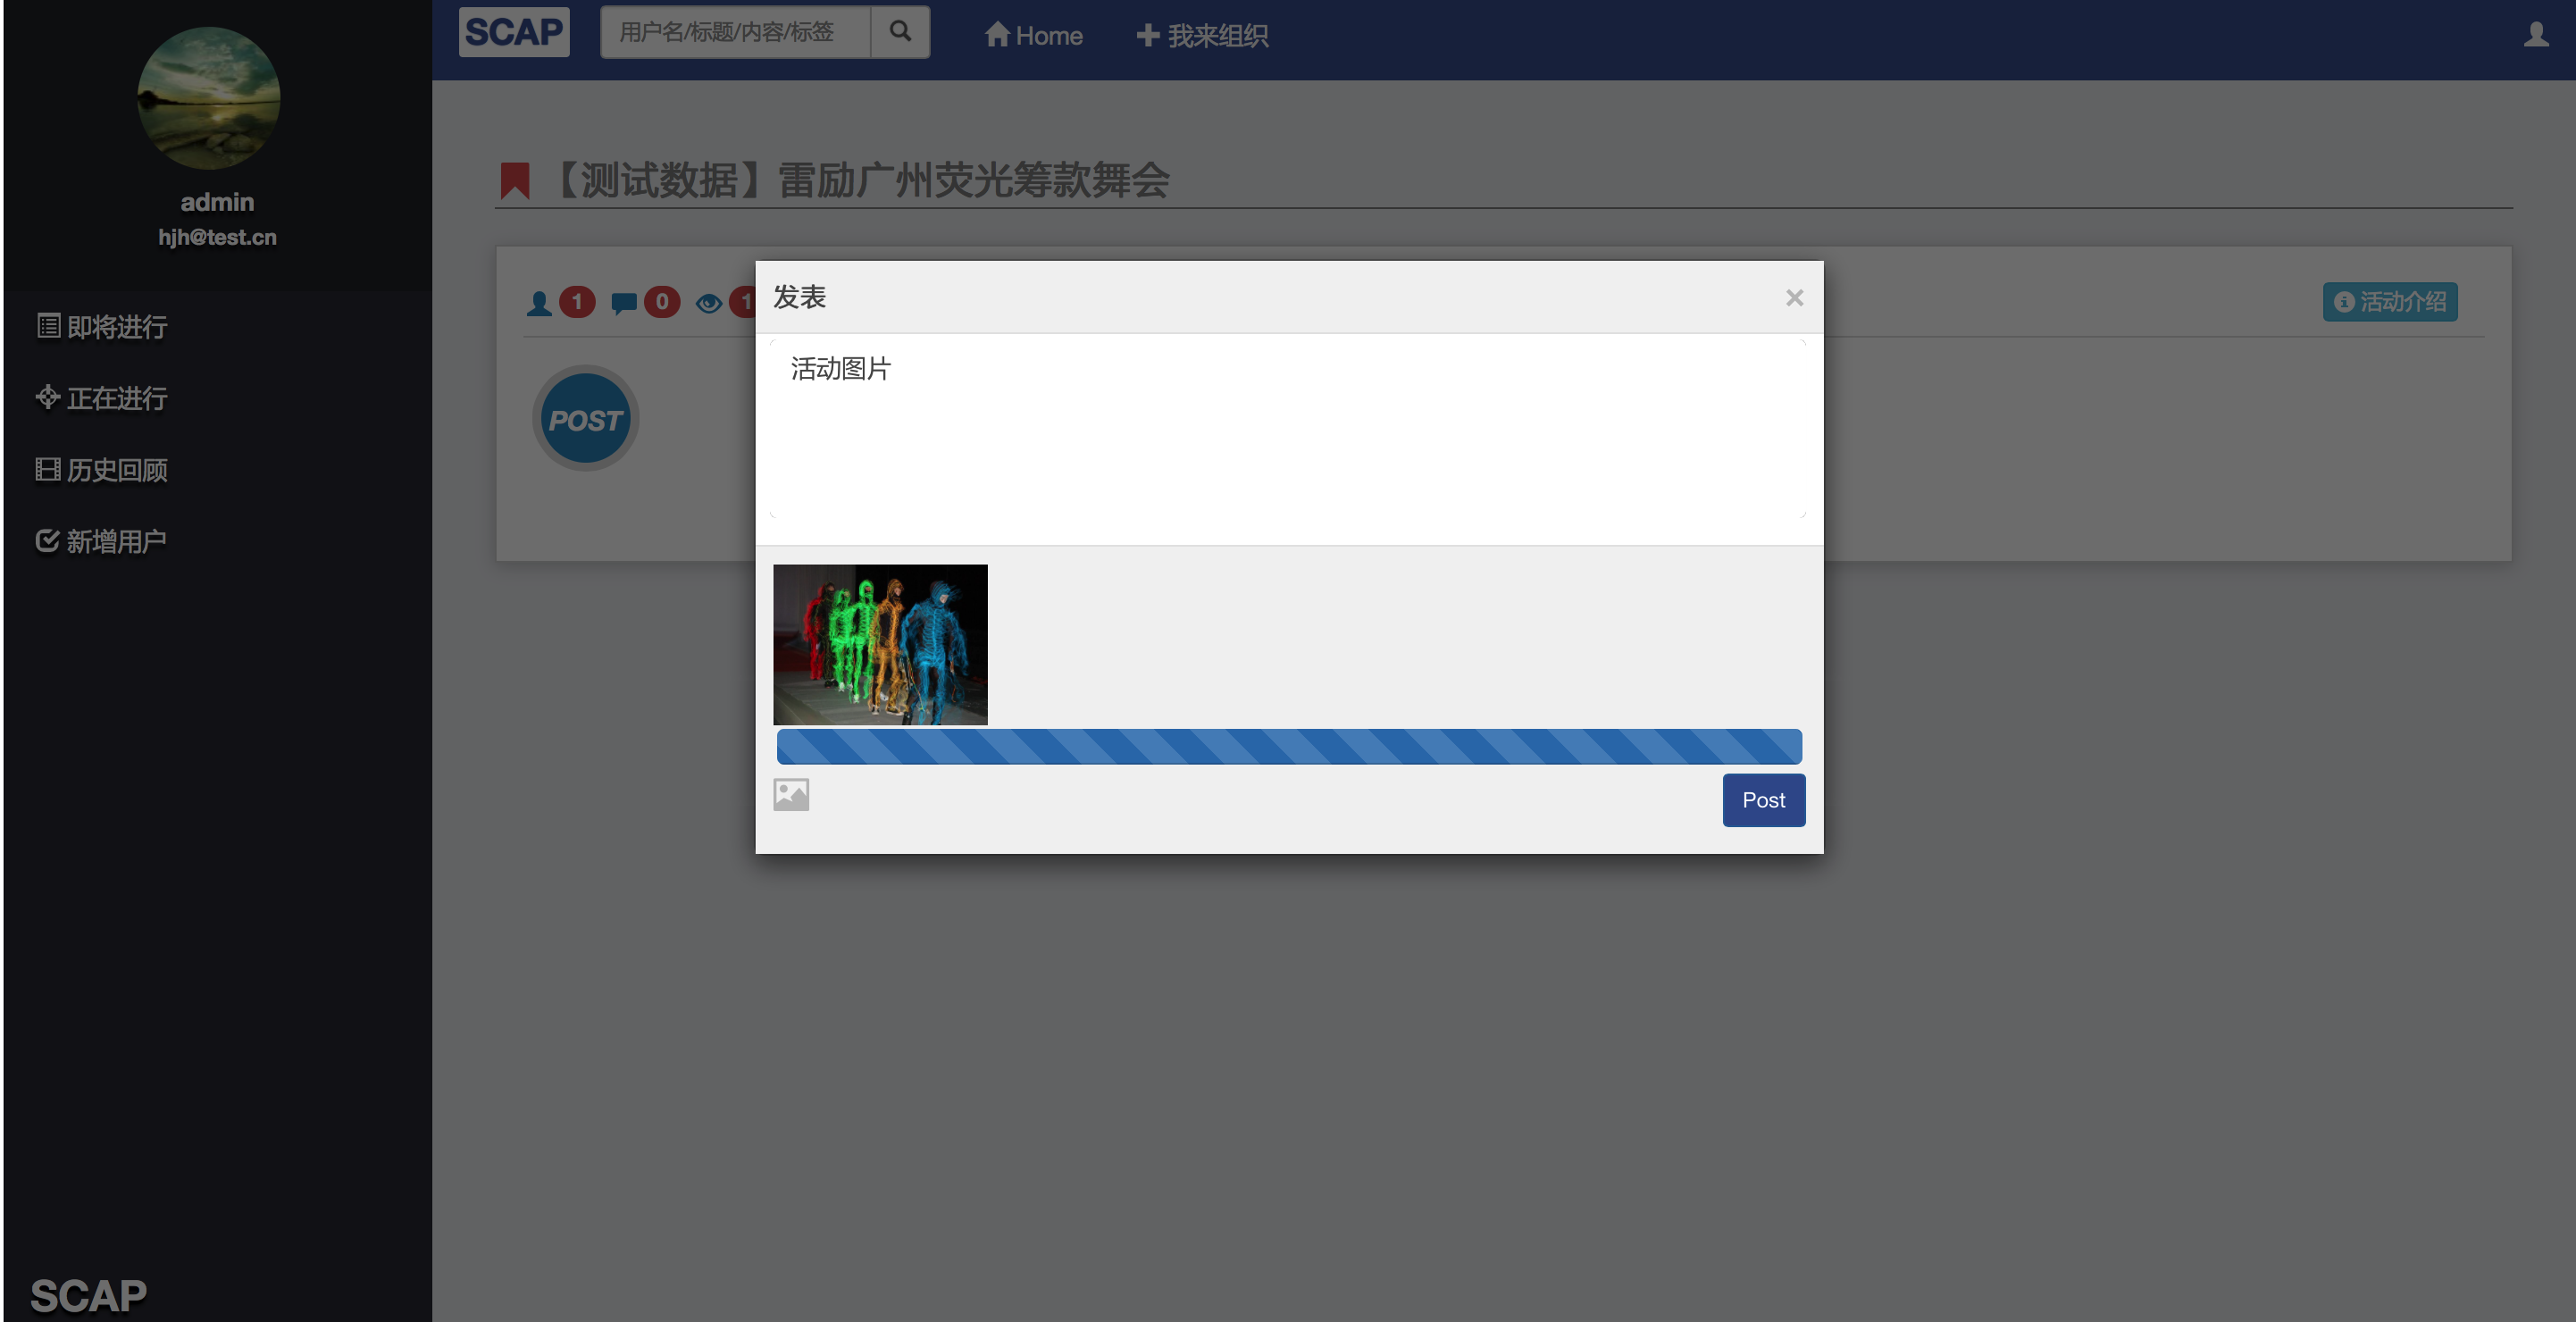 admin
hjh@test.cn
即将进行
正在进行
历史回顾
新增用户
SCAP
SCAP
用户名/标题/内容/标签
Home
我来组织
【测试数据】雷励广州荧光筹款舞会
1
0
1
活动介绍
POST
发表
×
活动图片
Post